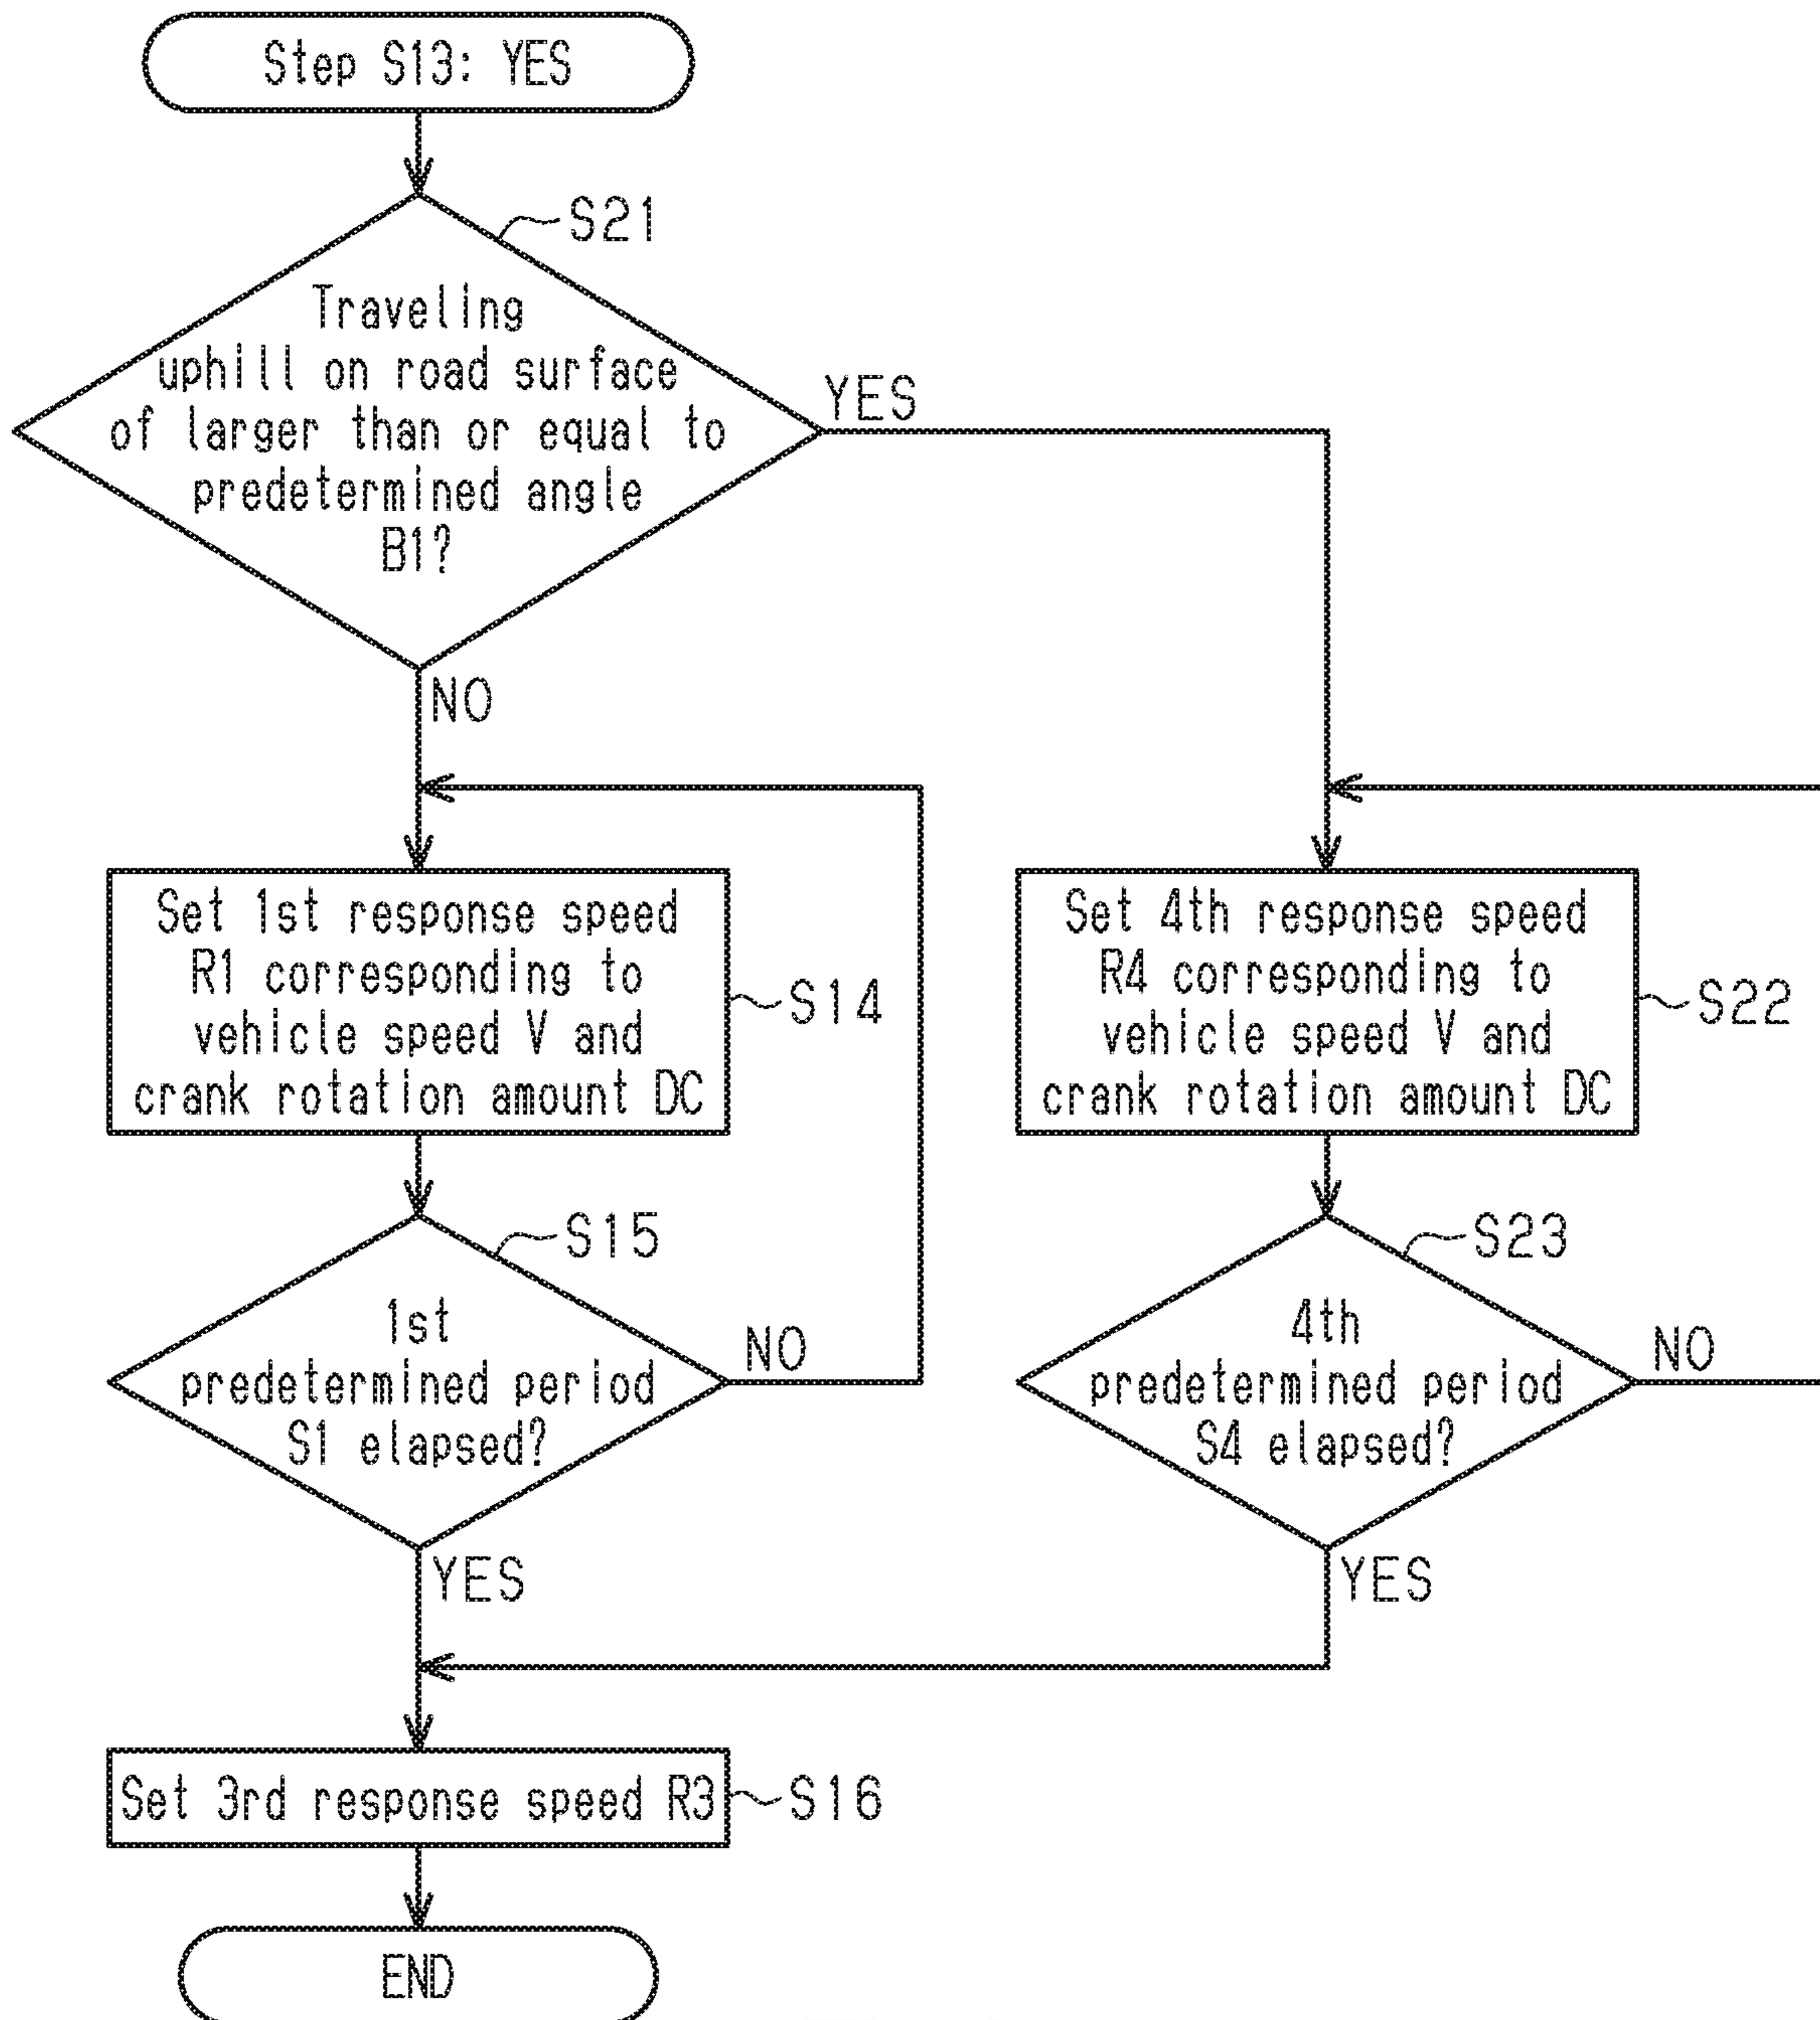 Step S13: YES
S21
Traveling
uphill on road surface
of larger than or equal to
predetermined angle
B1?
YES
NO
Set 1st response speed
R1 corresponding to
vehicle speed V and
crank rotation amount DC
S14
Set 4th response speed
R4 corresponding to
vehicle speed V and
crank rotation amount DC
S22
S15
1st
predetermined period
S1 elapsed?
NO
YES
S23
4th
predetermined period
S4 elapsed?
NO
YES
Set 3rd response speed R3
S16
END